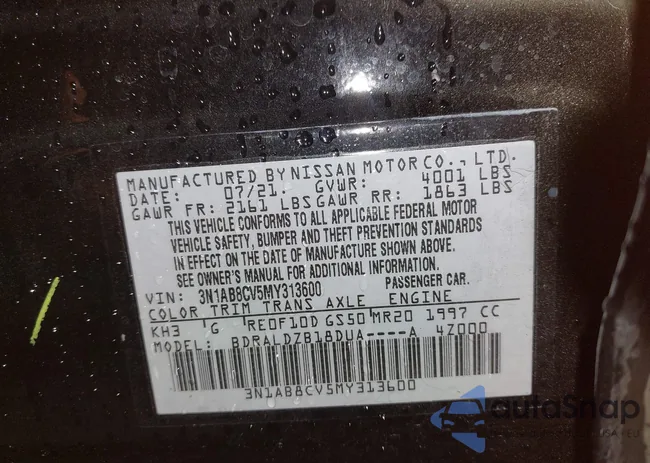 MANUFACTURED BY NISSAN MOTOR CO., LTD.
DATE: 07/21. GVWR: 4001 LBS
GAWR FR: 2161 LBS GAWR RR: 1863 LBS
THIS VEHICLE CONFORMS TO ALL APPLICABLE FEDERAL MOTOR
VEHICLE SAFETY, BUMPER AND THEFT PREVENTION STANDARDS
IN EFFECT ON THE DATE OF MANUFACTURE SHOWN ABOVE.
SEE OWNER'S MANUAL FOR ADDITIONAL
VIN: 3N1AB8CV5MY313600 PASSENGER CAR.
COLOR TRIM TRANS AXLE ENGINE
KH3 G RE0F10D GS50 MR20 1997 CC
MODEL: BDRALDZB18DUA----A 4Z000
3N1AB8CV5MY313600
autoSnap